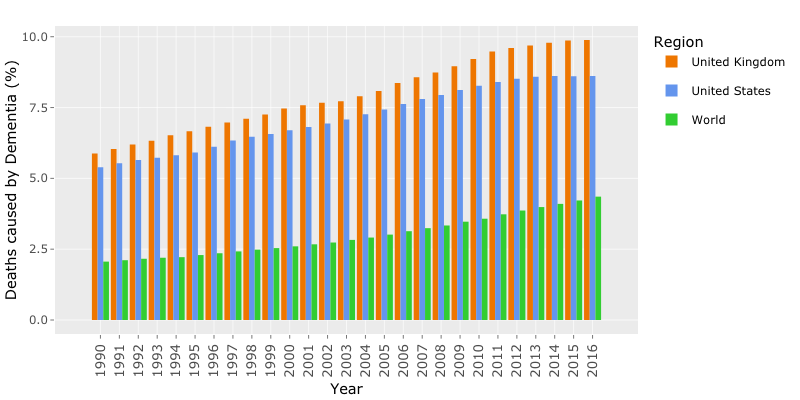 Deaths caused by Dementia (%)
10.0
7.5
5.0
2.5
0.0
1990 1991 1992 1993 1994 1995 1996 1997 1998 1999 2000 2001 2002 2003 2004 2005 2006 2007 2008 2009 2010 2011 2012 2013 2014 2015 2016
Year
Region
United Kingdom
United States
World